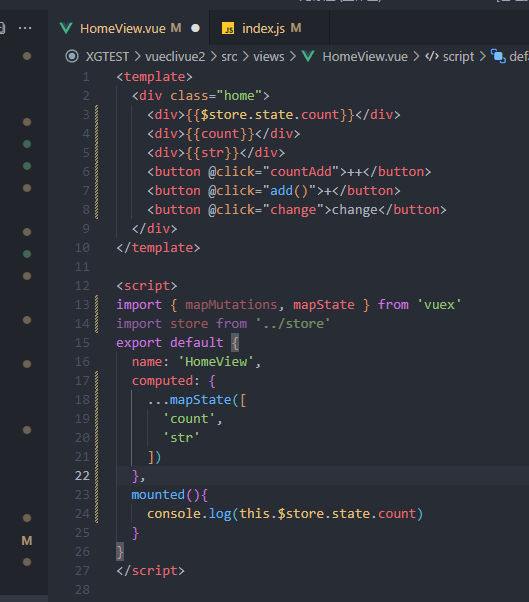 HomeView.vue M
JS index.js M
XGTEST > vueclivue2 > src > views > HomeView.vue > script >
1 <template>
2 <div class="home">
3 <div>{{$store.state.count}}</div>
4 <div>{{count}}</div>
5 <div>{{str}}</div>
6 <button @click="countAdd">++</button>
7 <button @click="add()">+</button>
8 <button @click="change">change</button>
9 </div>
10 </template>
11
12 <script>
13 import { mapMutations, mapState } from 'vuex'
14 import store from '../store'
15 export default {
16 name: 'HomeView',
17 computed: {
18 ...mapState([
19 'count',
20 'str'
21 ])
22 },
23 mounted(){
24 console.log(this.$store.state.count)
25 }
26 }
27 </script>
28
M